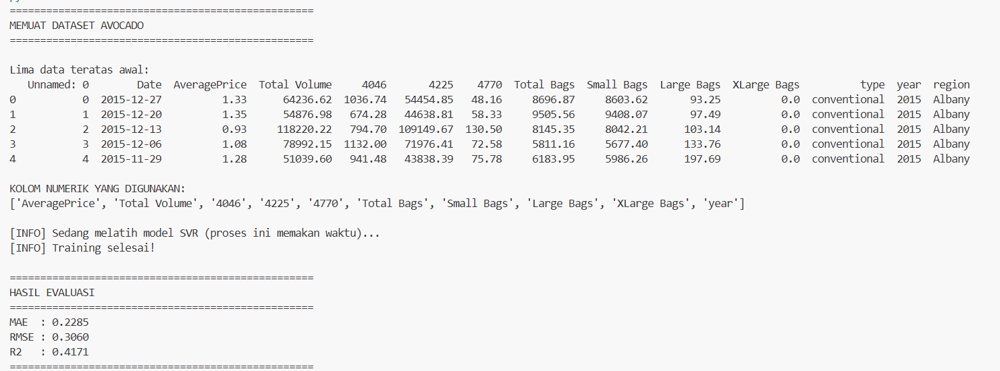 ==================================================
MEMUAT DATASET AVOCADO
==================================================
Lima data teratas awal:
Unnamed: 0 Date AveragePrice Total Volume 4046 4225 4770 Total Bags Small Bags Large Bags XLarge Bags type year region
0 0 2015-12-27 1.33 64236.62 1036.74 54454.85 48.16 8696.87 8603.62 93.25 0.0 conventional 2015 Albany
1 1 2015-12-20 1.35 54876.98 674.28 44638.81 58.33 9505.56 9408.07 97.49 0.0 conventional 2015 Albany
2 2 2015-12-13 0.93 118220.22 794.70 109149.67 130.50 8145.35 8042.21 103.14 0.0 conventional 2015 Albany
3 3 2015-12-06 1.08 78992.15 1132.00 71976.41 72.58 5811.16 5677.40 133.76 0.0 conventional 2015 Albany
4 4 2015-11-29 1.28 51039.60 941.48 43838.39 75.78 6183.95 5986.26 197.69 0.0 conventional 2015 Albany
KOLOM NUMERIK YANG DIGUNAKAN:
['AveragePrice', 'Total Volume', '4046', '4225', '4770', 'Total Bags', 'Small Bags', 'Large Bags', 'XLarge Bags', 'year']
[INFO] Sedang melatih model SVR (proses ini memakan waktu)...
[INFO] Training selesai!
==================================================
HASIL EVALUASI
==================================================
MAE : 0.2285
RMSE : 0.3060
R2 : 0.4171
==================================================